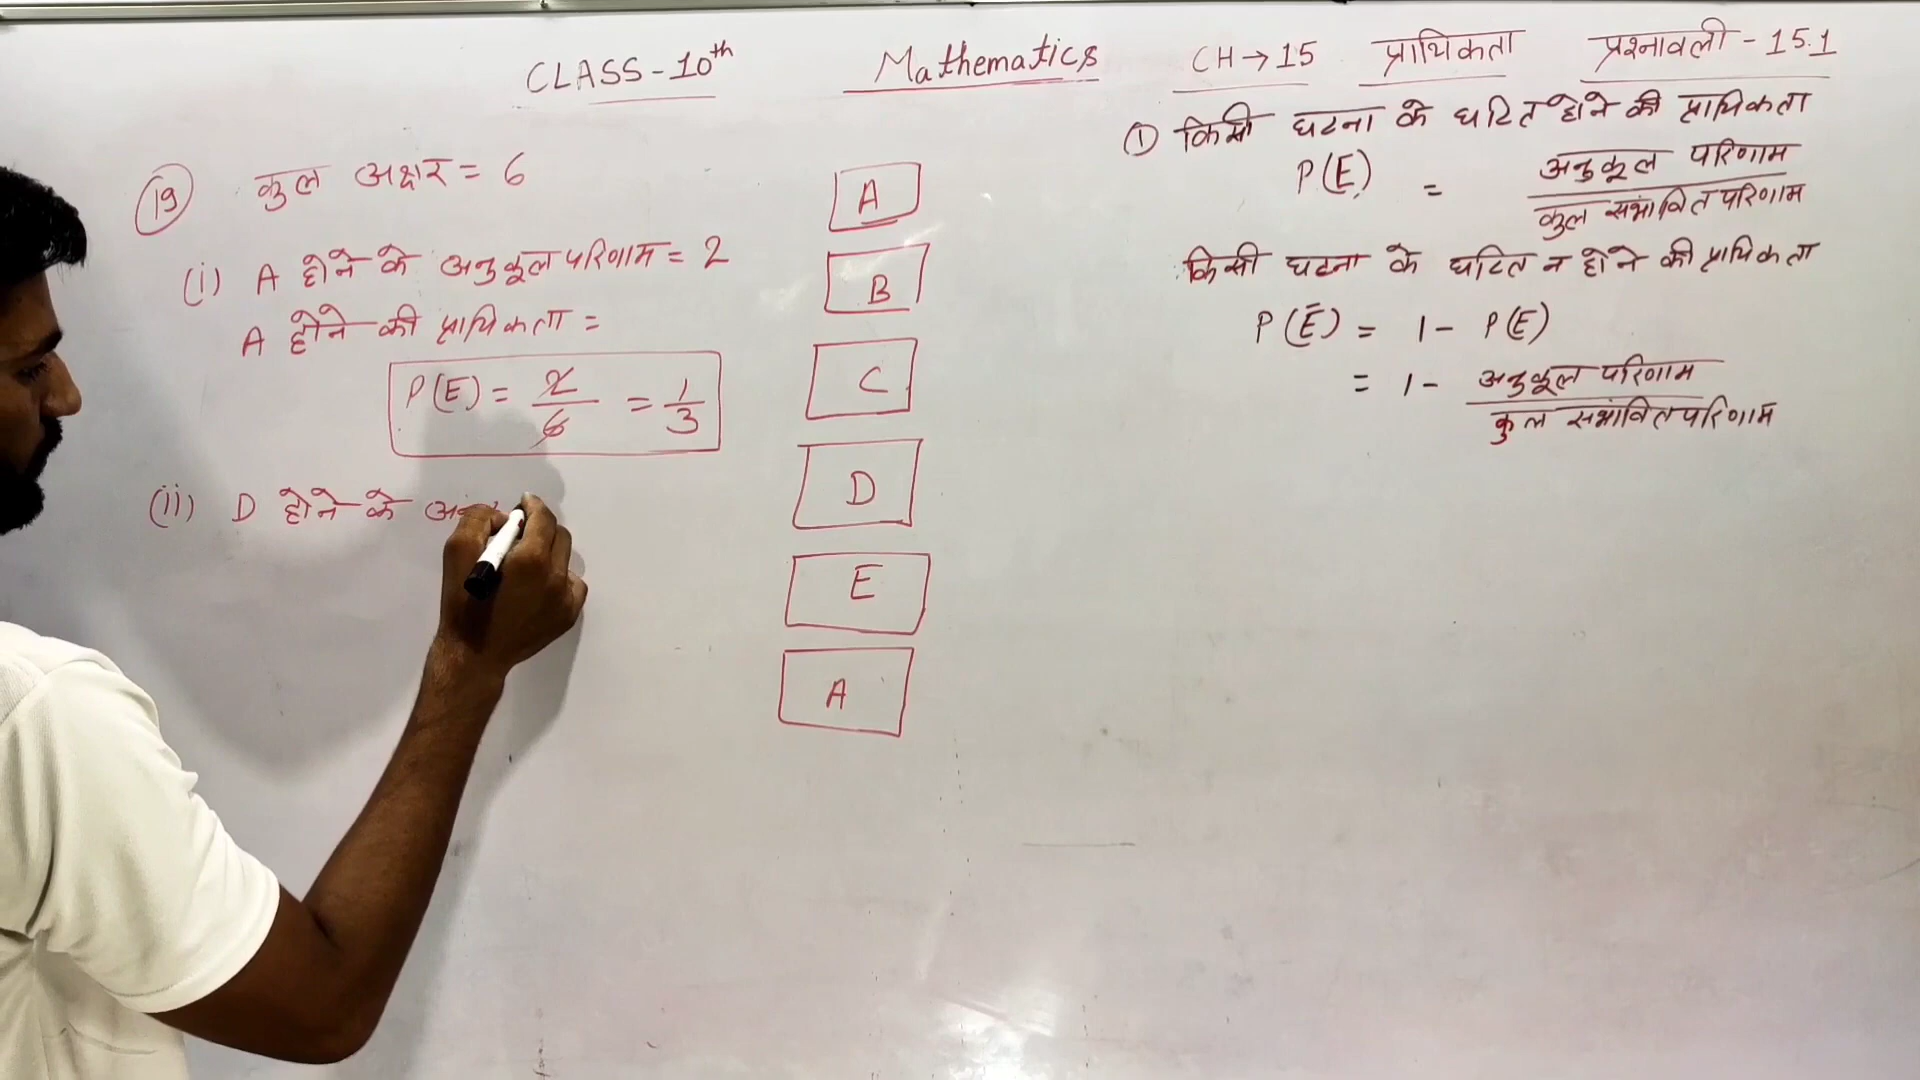 CLASS-10th Mathematics CH→15 प्रायिकता प्रश्नावली-15.1
19 कुल अक्षर = 6
(i) A होने के अनुकूल परिणाम = 2
A होने की प्रायिकता =
P(E) = 2/6 = 1/3
(ii) D होने के
A
B
C
D
E
A
① किसी घटना के घटित होने की प्रायिकता
P(E) = अनुकूल परिणाम / कुल सभांवित परिणाम
किसी घटना के घटित न होने की प्रायिकता
P(Ē) = 1 - P(E)
= 1 - अनुकूल परिणाम / कुल सभांवित परिणाम